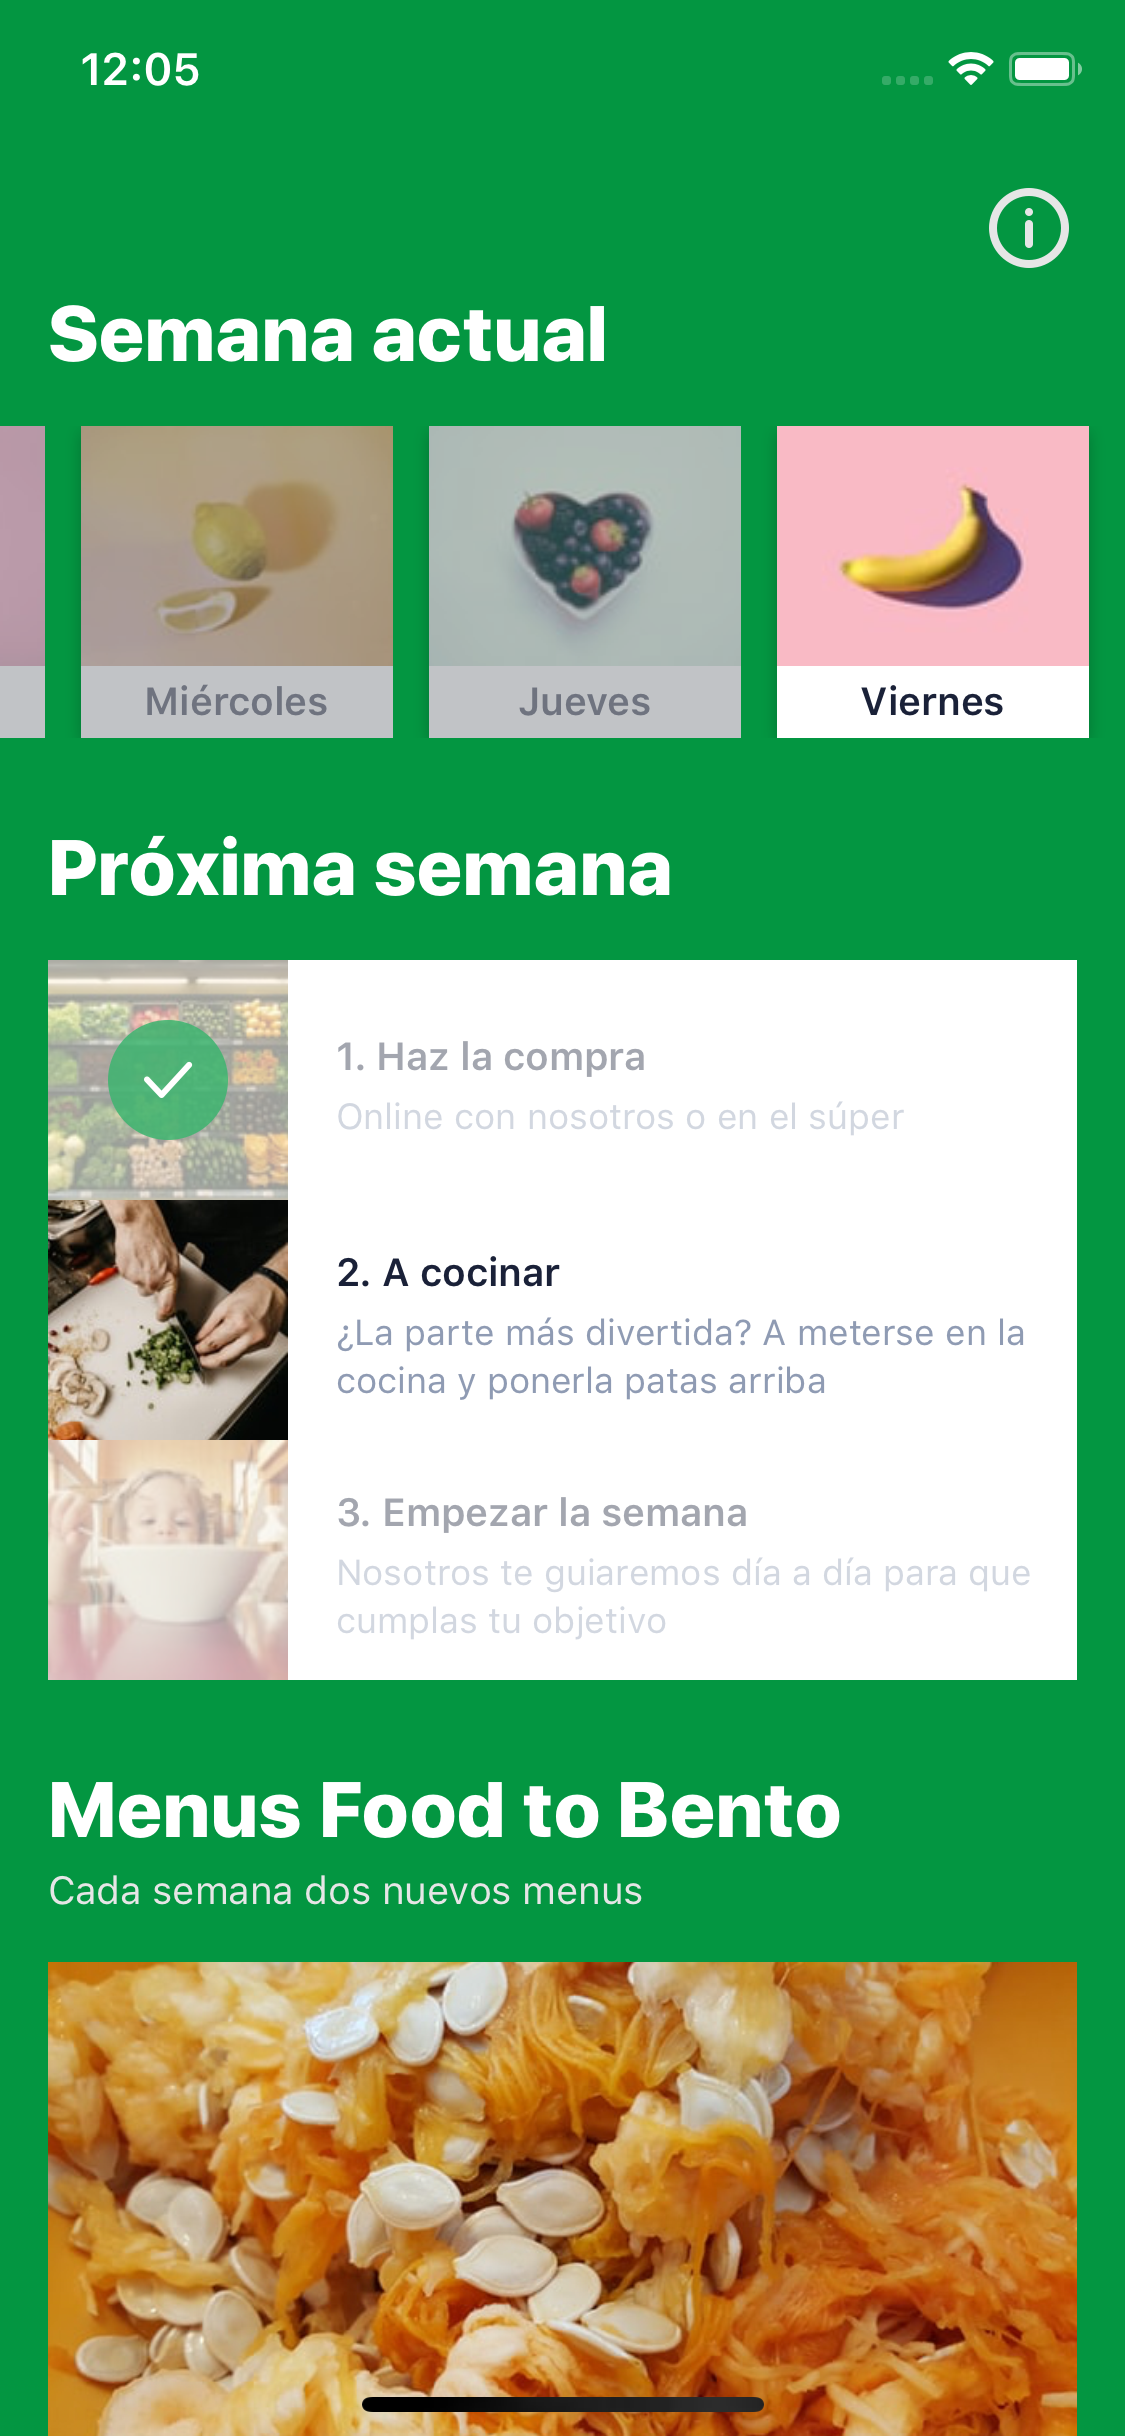 12:05
Semana actual
Miércoles
Jueves
Viernes
Próxima semana
1. Haz la compra
Online con nosotros o en el súper
2. A cocinar
¿La parte más divertida? A meterse en la
cocina y ponerla patas arriba
3. Empezar la semana
Nosotros te guiaremos día a día para que
cumplas tu objetivo
Menus Food to Bento
Cada semana dos nuevos menus